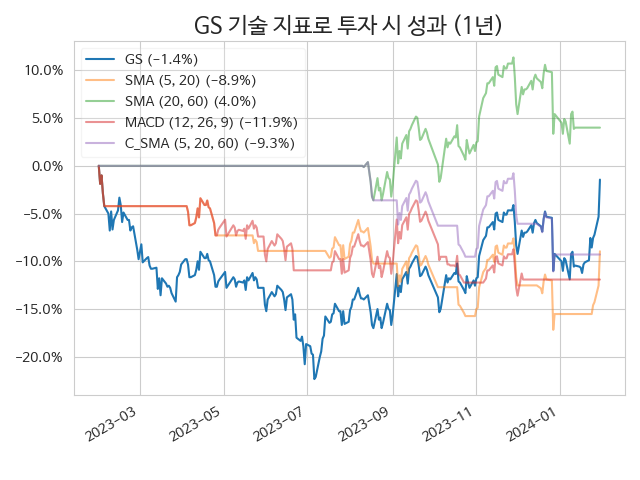 GS 기술 지표로 투자 시 성과 (1년)
GS (−1.4%)
SMA (5, 20) (−8.9%)
SMA (20, 60) (4.0%)
MACD (12, 26, 9) (−11.9%)
C_SMA (5, 20, 60) (−9.3%)
10.0%
5.0%
0.0%
−5.0%
−10.0%
−15.0%
−20.0%
2023−03
2023−05
2023−07
2023−09
2023−11
2024−01